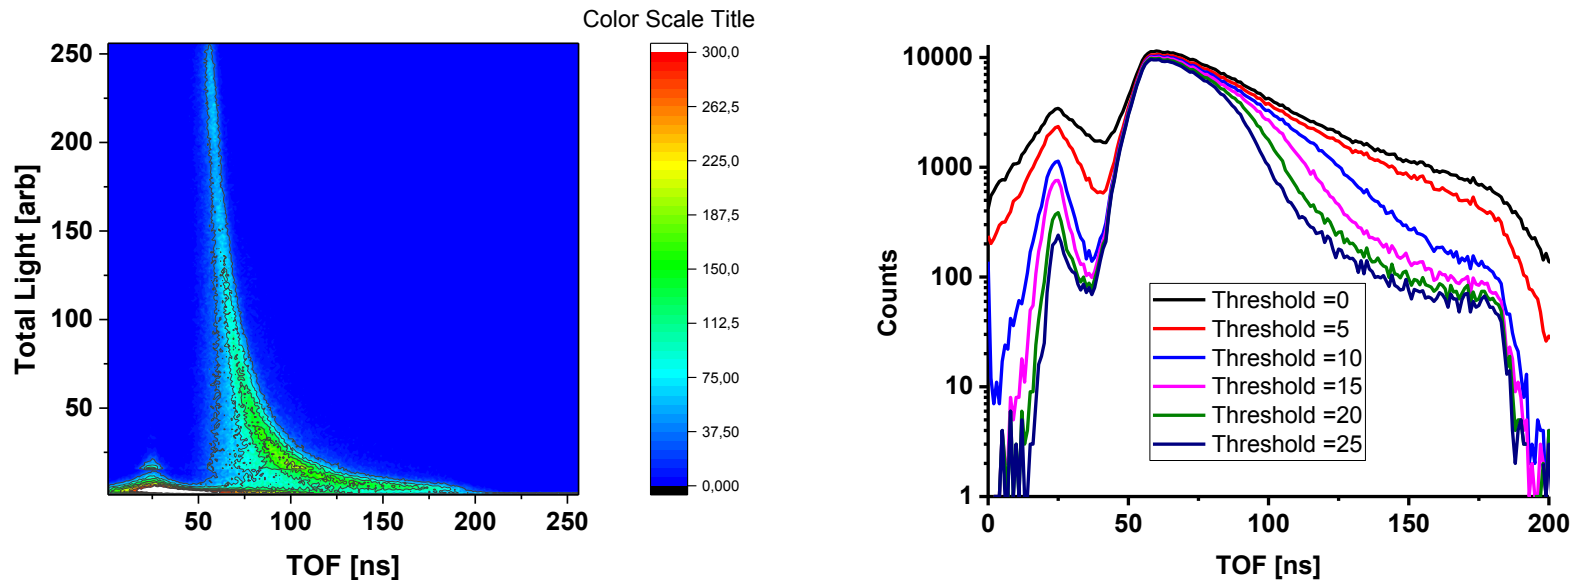 Color Scale Title
Total Light [arb]
250
200
150
100
50
50
100
150
200
250
TOF [ns]
300,0
262,5
225,0
187,5
150,0
112,5
75,00
37,50
0,000
Counts
10000
1000
100
10
1
0
50
100
150
200
TOF [ns]
Threshold =0
Threshold =5
Threshold =10
Threshold =15
Threshold =20
Threshold =25